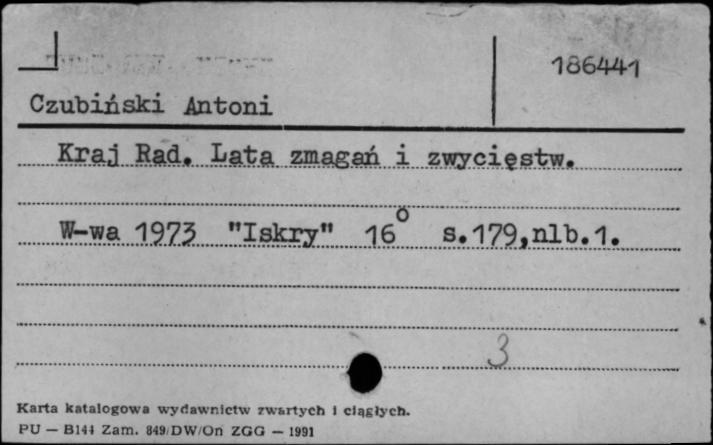 186441
Czubiński Antoni
Kraj Rad. Lata zmagań i zwycięstw.
W-wa 1973 "Iskry" 16° s.179,nlb.1.
3
Karta katalogowa wydawnictw zwartych i ciągłych.
PU — B144 Zam. 849/DW/On ZGG — 1991